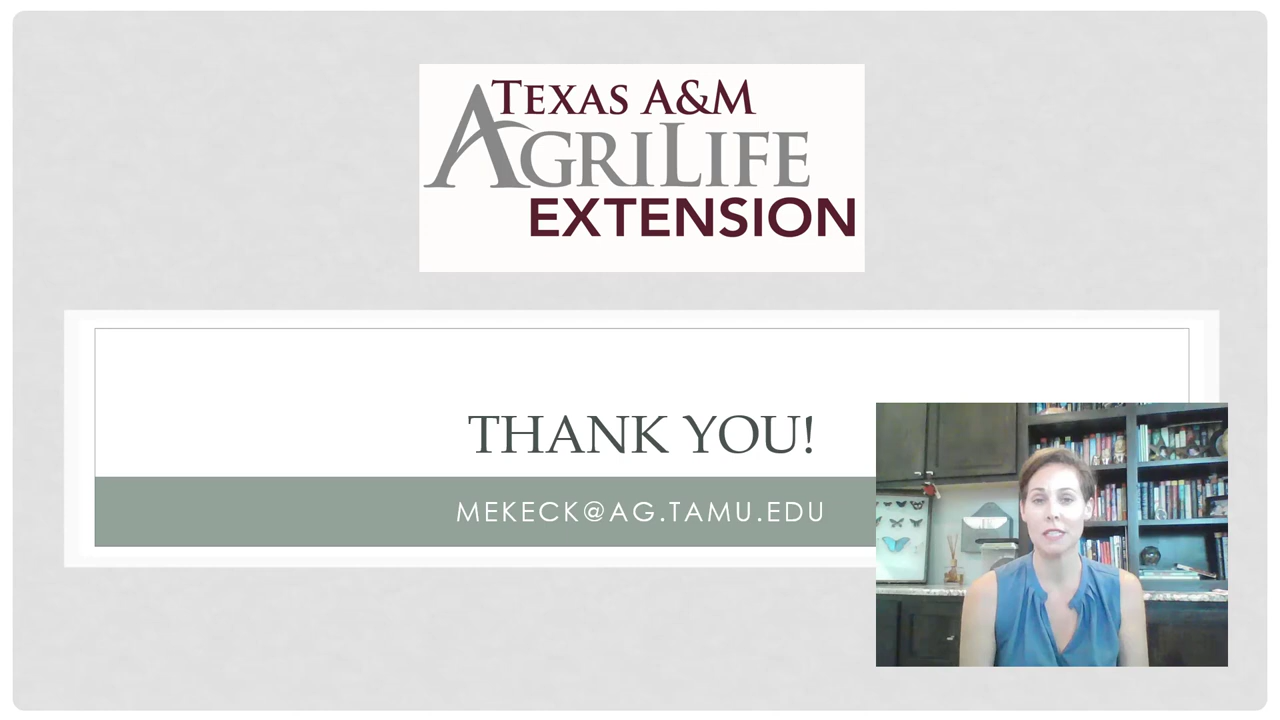 TEXAS A&M
AGRILIFE
EXTENSION
THANK YOU!
MEKECK@AG.TAMU.EDU